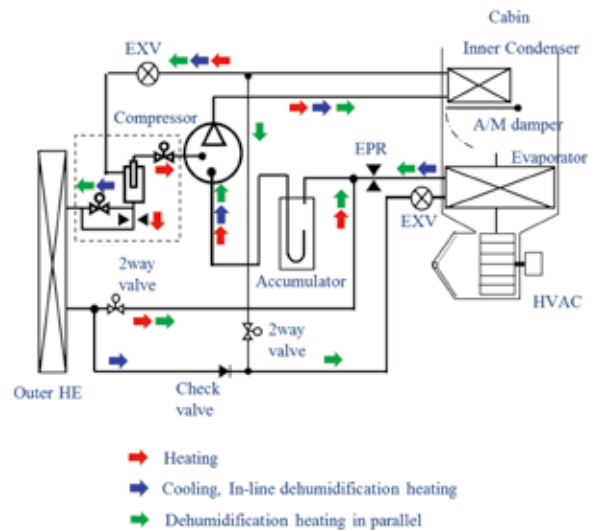 Cabin
EXV
Inner Condenser
Compressor
A/M damper
EPR
Evaporator
EXV
Accumulator
2way
valve
HVAC
2way
valve
Outer HE
Check
valve
Heating
Cooling, In-line dehumidification heating
Dehumidification heating in parallel